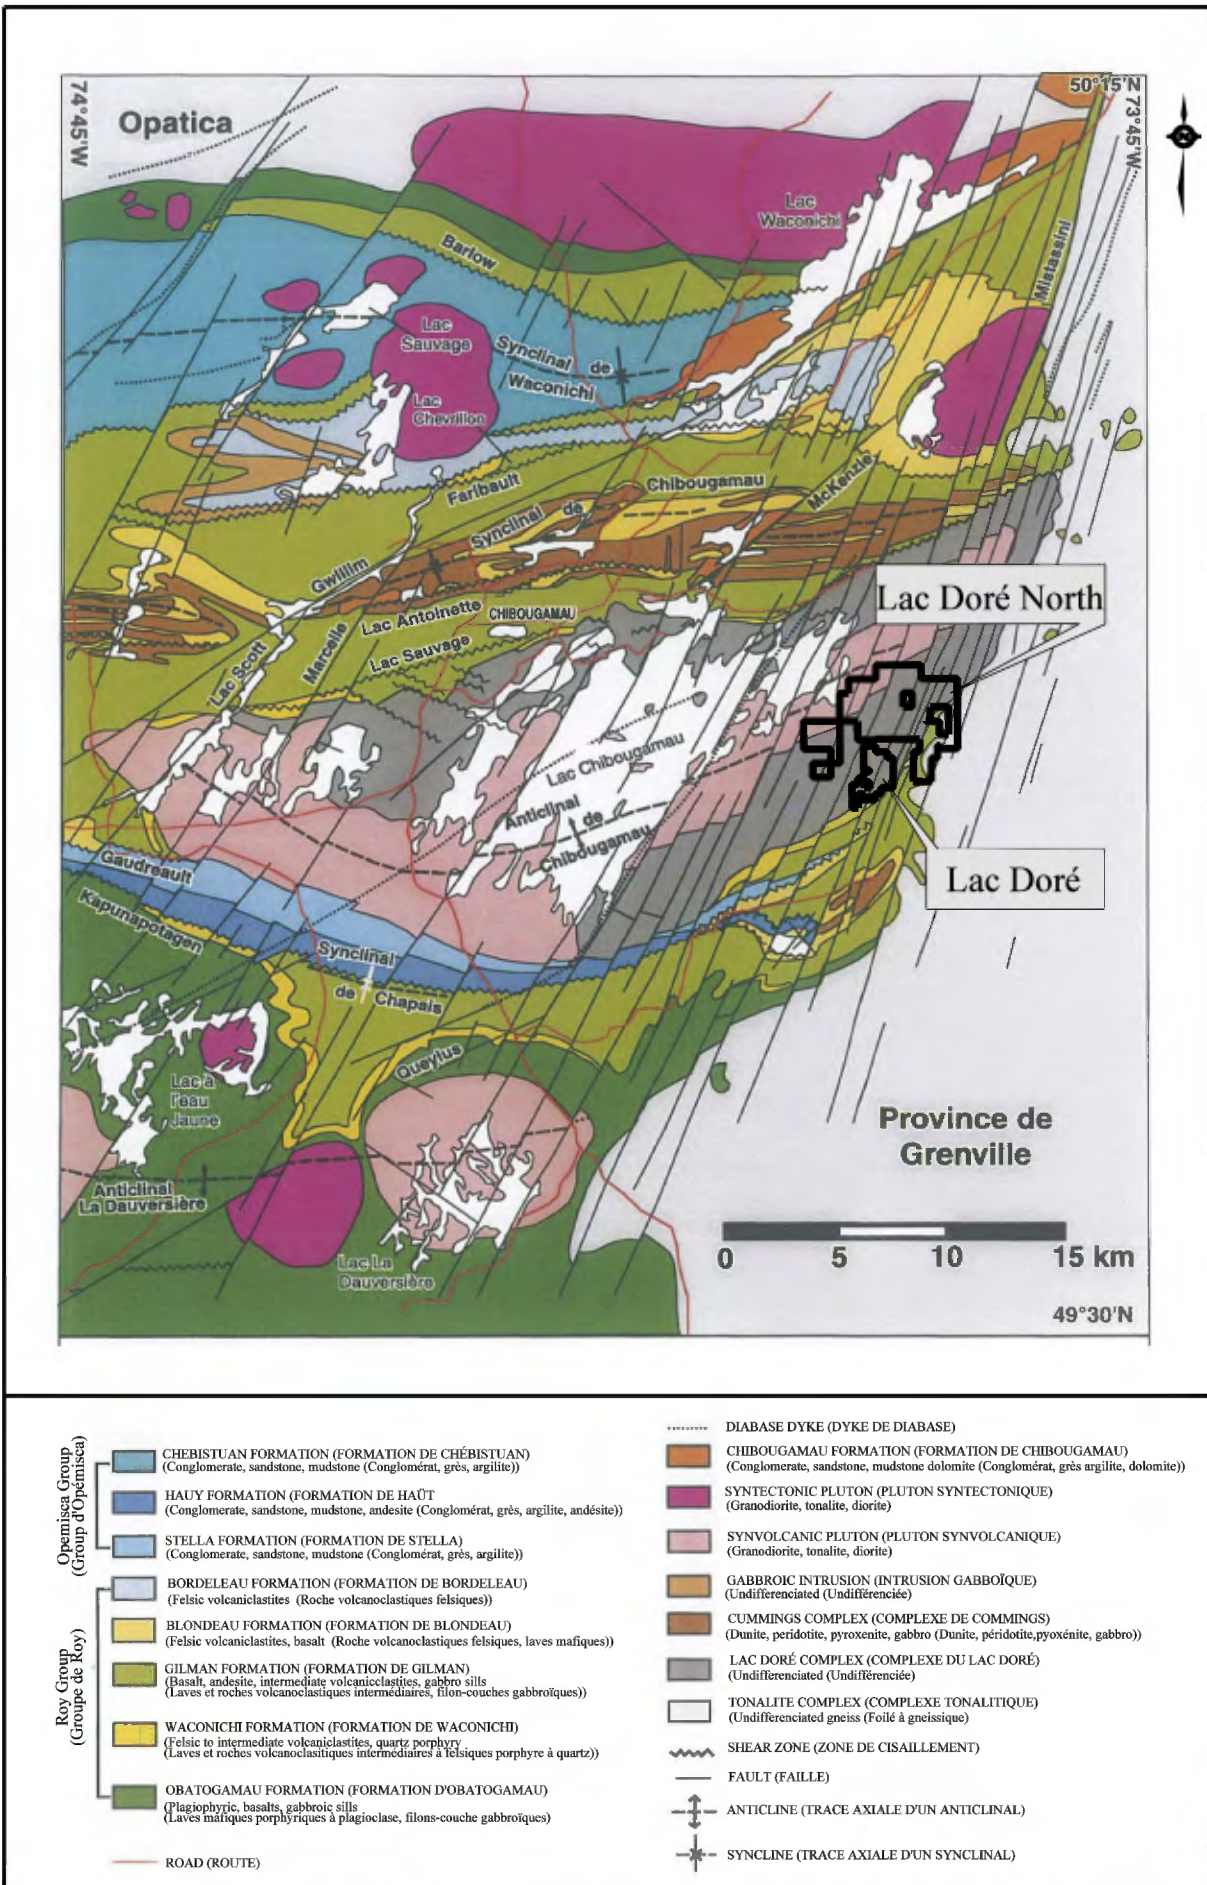 74°45'W
Opatica
50°15'N
73°45'W
N
Lac
Waconichi
Mistassini
Barlow
Lac
Sauvage
Synclinal de
Waconichi
Lac
Chevrillon
Faribault
Chibougamau
McKenzie
Synclinal de
Gwillim
Lac Antoinette
CHIBOUGAMAU
Lac Sauvage
Marcelle
Lac Scott
Lac Doré North
Lac Chibougamau
Anticlinal
de
Chibougamau
Lac Doré
Gaudreault
Kapunapotagen
Synclinal
de Chapais
Queylus
Lac à
l'eau
Jaune
Province de
Grenville
Anticlinal
La Dauversière
Lac La
Dauversière
0 5 10 15 km
49°30'N
Opemisca Group
(Group d'Opémisca)
CHEBISTUAN FORMATION (FORMATION DE CHÉBISTUAN)
(Conglomerate, sandstone, mudstone (Conglomérat, grès, argilite))
HAUY FORMATION (FORMATION DE HAÛT
(Conglomerate, sandstone, mudstone, andesite (Conglomérat, grès, argilite, andésite))
STELLA FORMATION (FORMATION DE STELLA)
(Conglomerate, sandstone, mudstone (Conglomérat, grès, argilite))
Roy Group
(Groupe de Roy)
BORDELEAU FORMATION (FORMATION DE BORDELEAU)
(Felsic volcaniclastites (Roche volcanoclastiques felsiques))
BLONDEAU FORMATION (FORMATION DE BLONDEAU)
(Felsic volcaniclastites, basalt (Roche volcanoclastiques felsiques, laves mafiques))
GILMAN FORMATION (FORMATION DE GILMAN)
(Basalt, andesite, intermediate volcanicclastites, gabbro sills
(Laves et roches volcanoclastiques intermédiaires, filon-couches gabbroïques))
WACONICHI FORMATION (FORMATION DE WACONICHI)
(Felsic to intermediate volcaniclastites, quartz porphyry
(Laves et roches volcanoclasitiques intermédiaires à felsiques porphyre à quartz))
OBATOGAMAU FORMATION (FORMATION D'OBATOGAMAU)
(Plagiophyric, basalts, gabbroic sills
(Laves mafiques porphyriques à plagioclase, filons-couche gabbroïques)
ROAD (ROUTE)
DIABASE DYKE (DYKE DE DIABASE)
CHIBOUGAMAU FORMATION (FORMATION DE CHIBOUGAMAU)
(Conglomerate, sandstone, mudstone dolomite (Conglomérat, grès argilite, dolomite))
SYNTECTONIC PLUTON (PLUTON SYNTECTONIQUE)
(Granodiorite, tonalite, diorite)
SYNVOLCANIC PLUTON (PLUTON SYNVOLCANIQUE)
(Granodiorite, tonalite, diorite)
GABBROIC INTRUSION (INTRUSION GABBOÏQUE)
(Undifferenciated (Undifférenciée)
CUMMINGS COMPLEX (COMPLEXE DE COMMINGS)
(Dunite, peridotite, pyroxenite, gabbro (Dunite, péridotite,pyoxénite, gabbro))
LAC DORÉ COMPLEX (COMPLEXE DU LAC DORÉ)
(Undifferenciated (Undifférenciée)
TONALITE COMPLEX (COMPLEXE TONALITIQUE)
(Undifferenciated gneiss (Foilé à gneissique)
SHEAR ZONE (ZONE DE CISAILLEMENT)
FAULT (FAILLE)
ANTICLINE (TRACE AXIALE D'UN ANTICLINAL)
SYNCLINE (TRACE AXIALE D'UN SYNCLINAL)